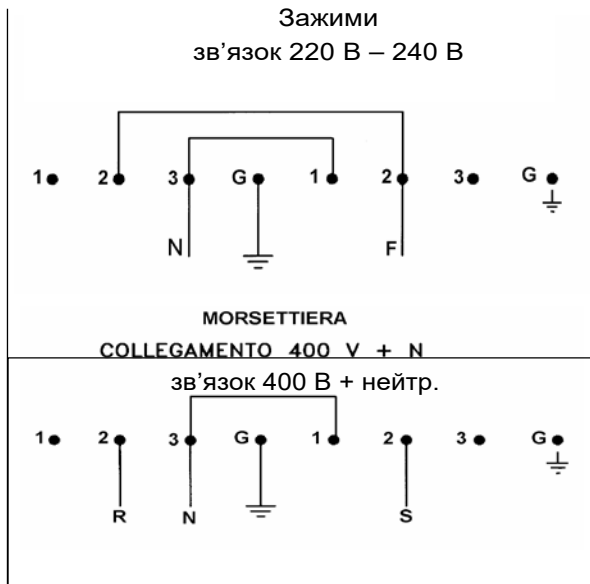 Зажими
зв’язок 220 В – 240 В
1 2 3 G 1 2 3 G
N F
MORSETTIERA
COLLEGAMENTO 400 V + N
зв’язок 400 В + нейтр.
1 2 3 G 1 2 3 G
R N S